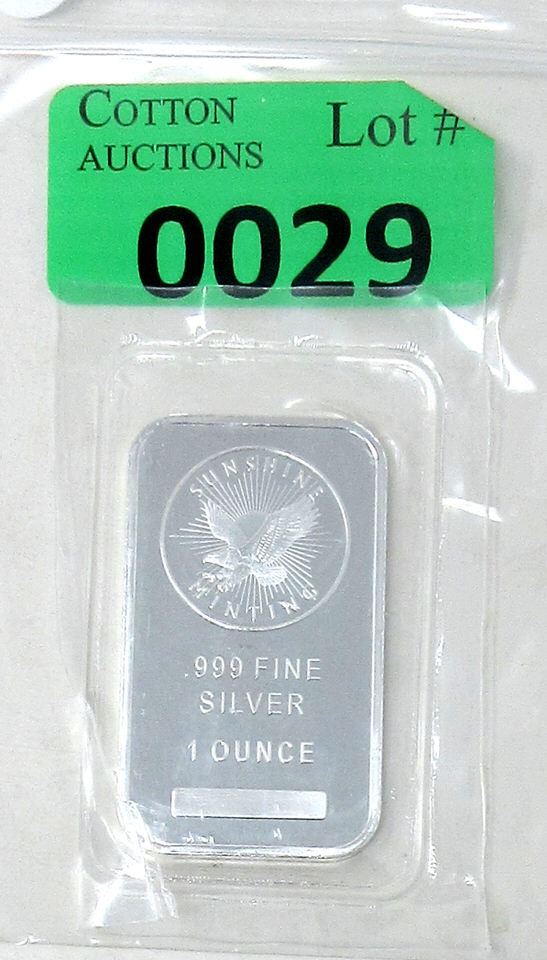 COTTON
AUCTIONS
Lot #
0029
SUNSHINE
MINTING
.999 FINE
SILVER
1 OUNCE